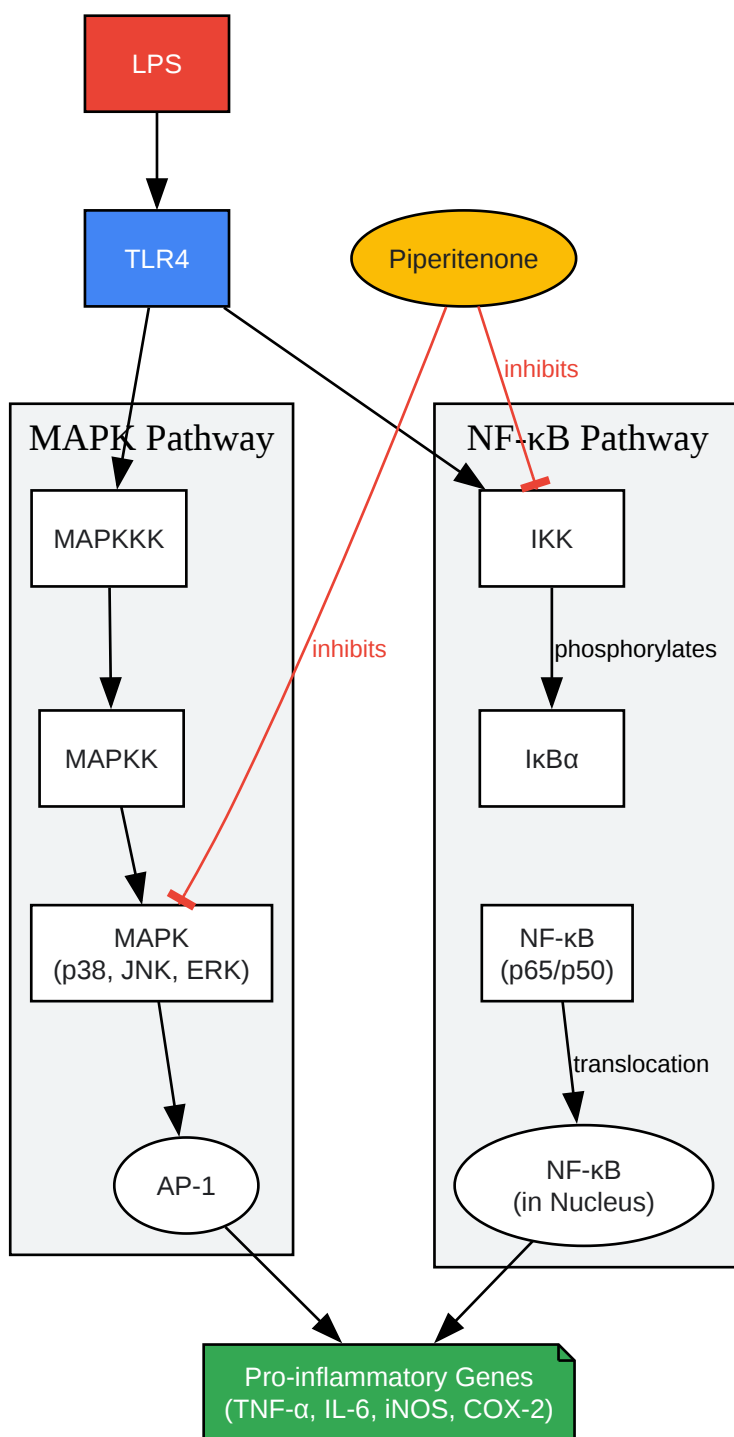 LPS
TLR4
Piperitenone
inhibits
MAPK Pathway
NF-κB Pathway
MAPKKK
IKK
inhibits
phosphorylates
MAPKK
IκBα
MAPK
(p38, JNK, ERK)
NF-κB
(p65/p50)
translocation
AP-1
NF-κB
(in Nucleus)
Pro-inflammatory Genes
(TNF-α, IL-6, iNOS, COX-2)